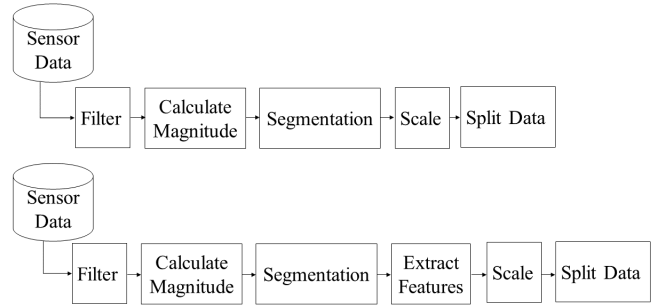 Sensor
Data
Filter
Calculate
Magnitude
Segmentation
Scale
Split Data
Sensor
Data
Filter
Calculate
Magnitude
Segmentation
Extract
Features
Scale
Split Data